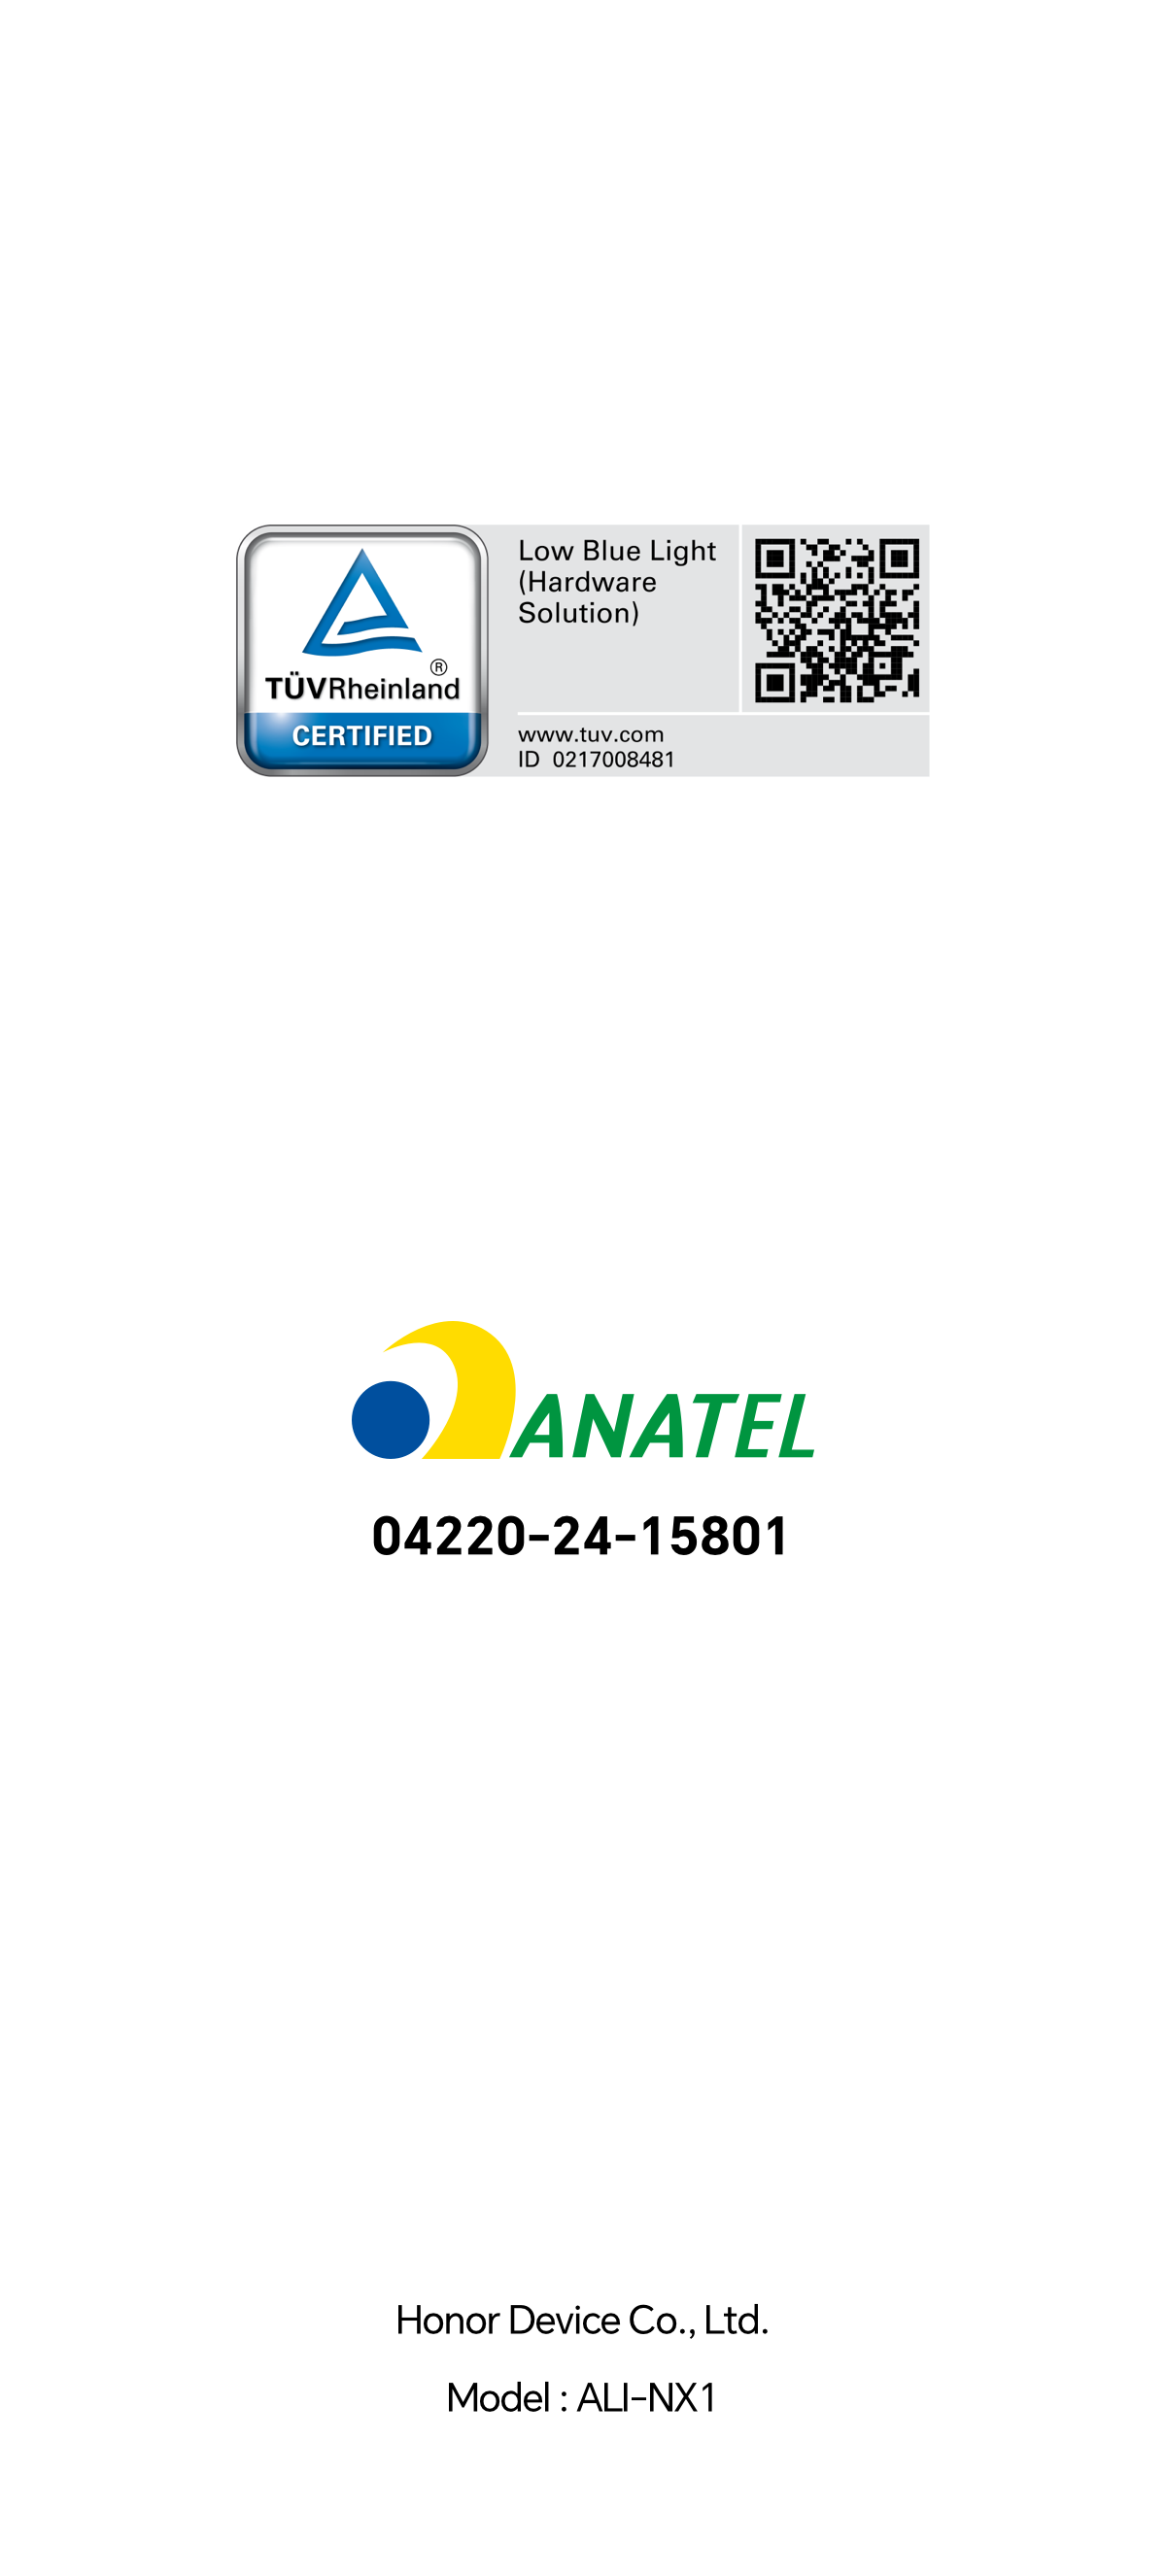 Low Blue Light
(Hardware
Solution)
®
TÜVRheinland
CERTIFIED
www.tuv.com
ID 0217008481
ANATEL
04220-24-15801
Honor Device Co., Ltd.
Model : ALI-NX1